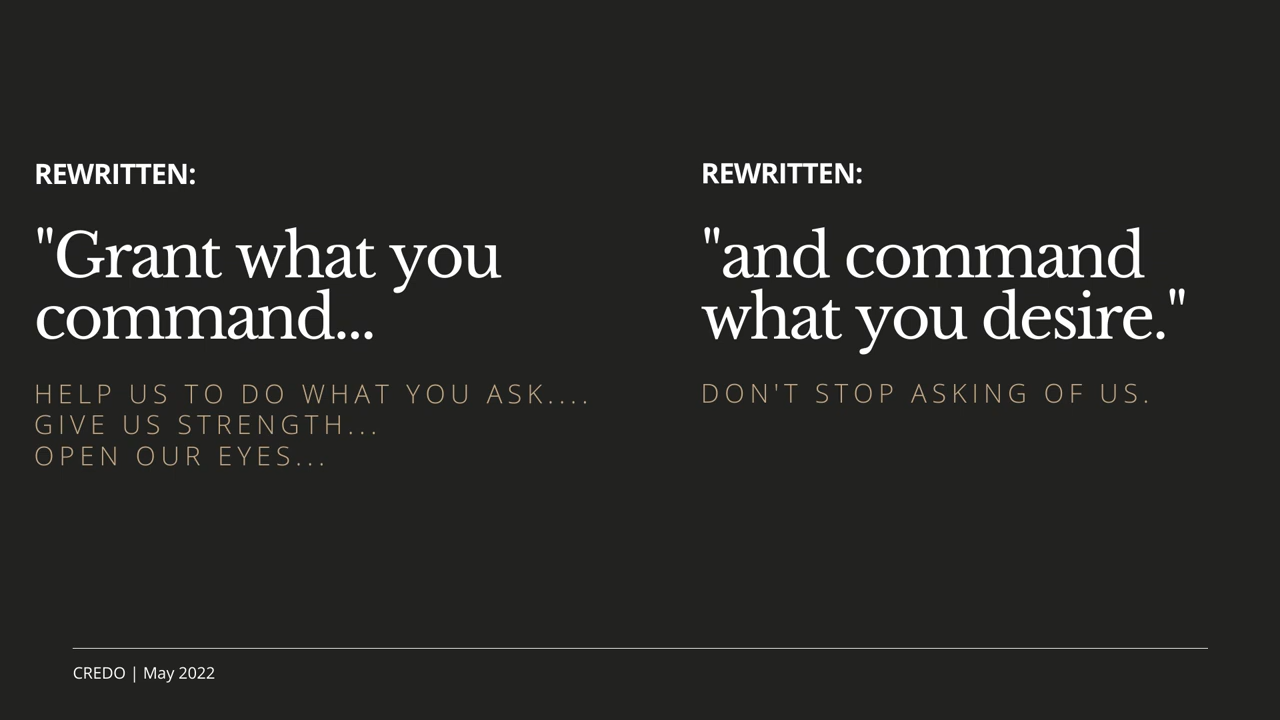 REWRITTEN:
"Grant what you
command...
HELP US TO DO WHAT YOU ASK....
GIVE US STRENGTH...
OPEN OUR EYES...
REWRITTEN:
"and command
what you desire."
DON'T STOP ASKING OF US.
CREDO | May 2022